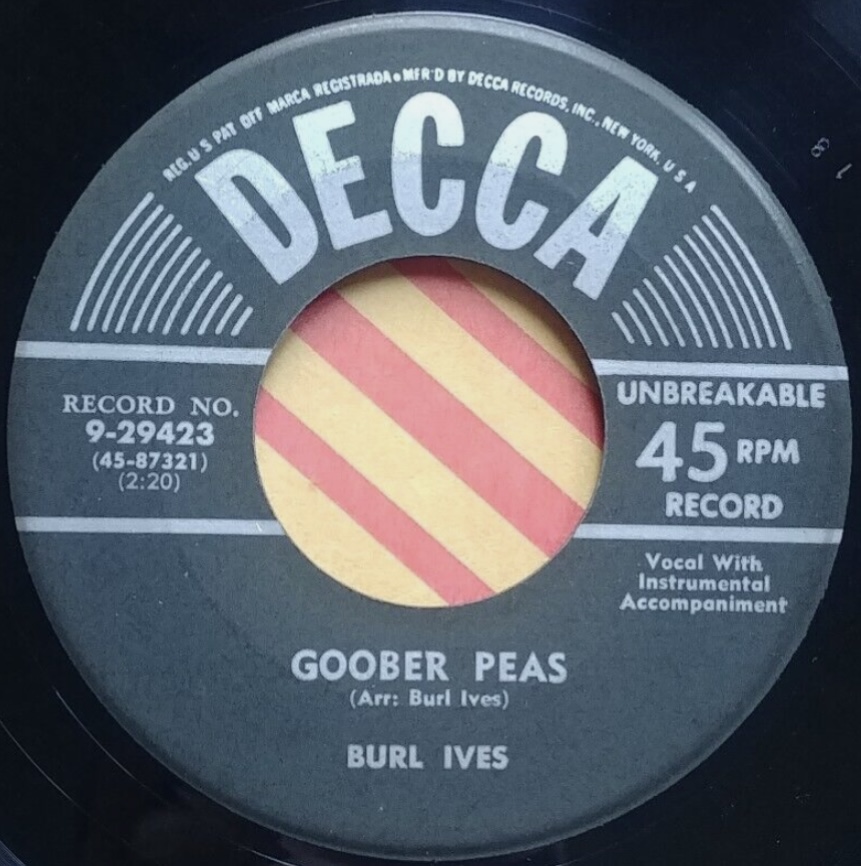 REG. U S PAT OFF MARCA REGISTRADA • MFR'D BY DECCA RECORDS, INC., NEW YORK, U S A
DECCA
RECORD NO.
9-29423
(45-87321)
(2:20)
UNBREAKABLE
45 RPM
RECORD
Vocal With
Instrumental
Accompaniment
GOOBER PEAS
(Arr: Burl Ives)
BURL IVES